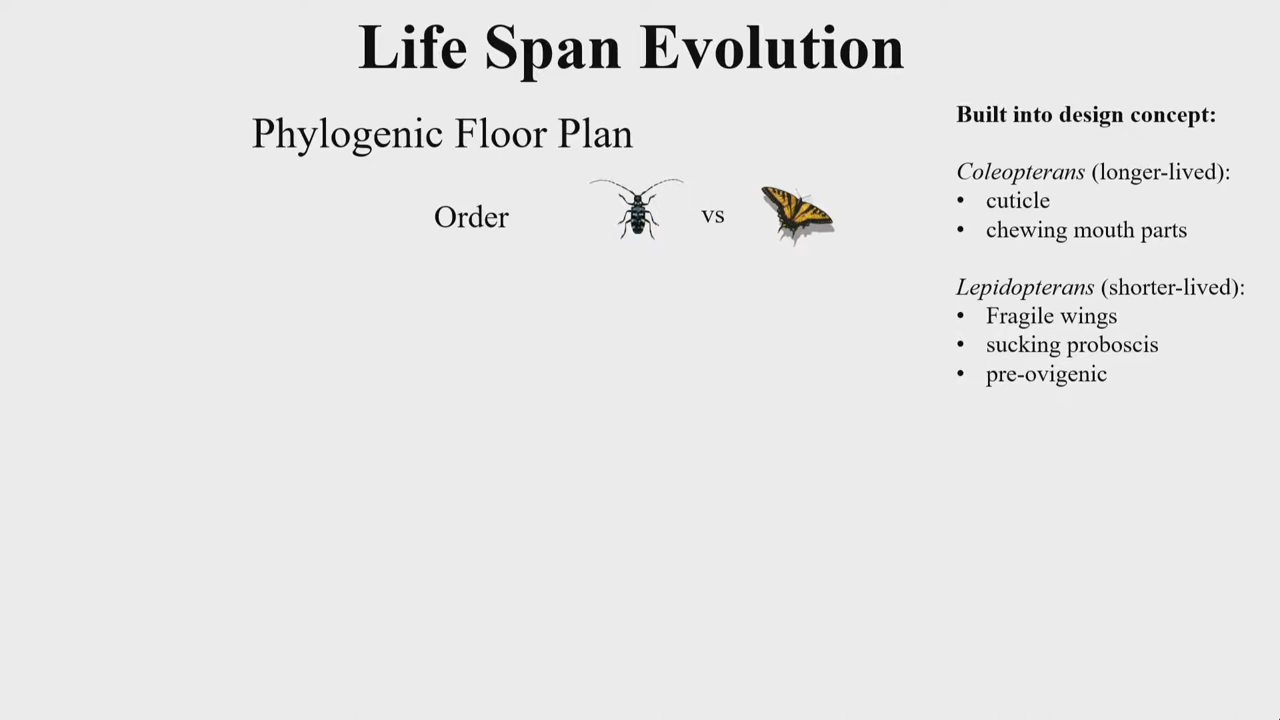 Life Span Evolution
Phylogenic Floor Plan
Order
vs
Built into design concept:
Coleopterans (longer-lived):
• cuticle
• chewing mouth parts
Lepidopterans (shorter-lived):
• Fragile wings
• sucking proboscis
• pre-ovigenic